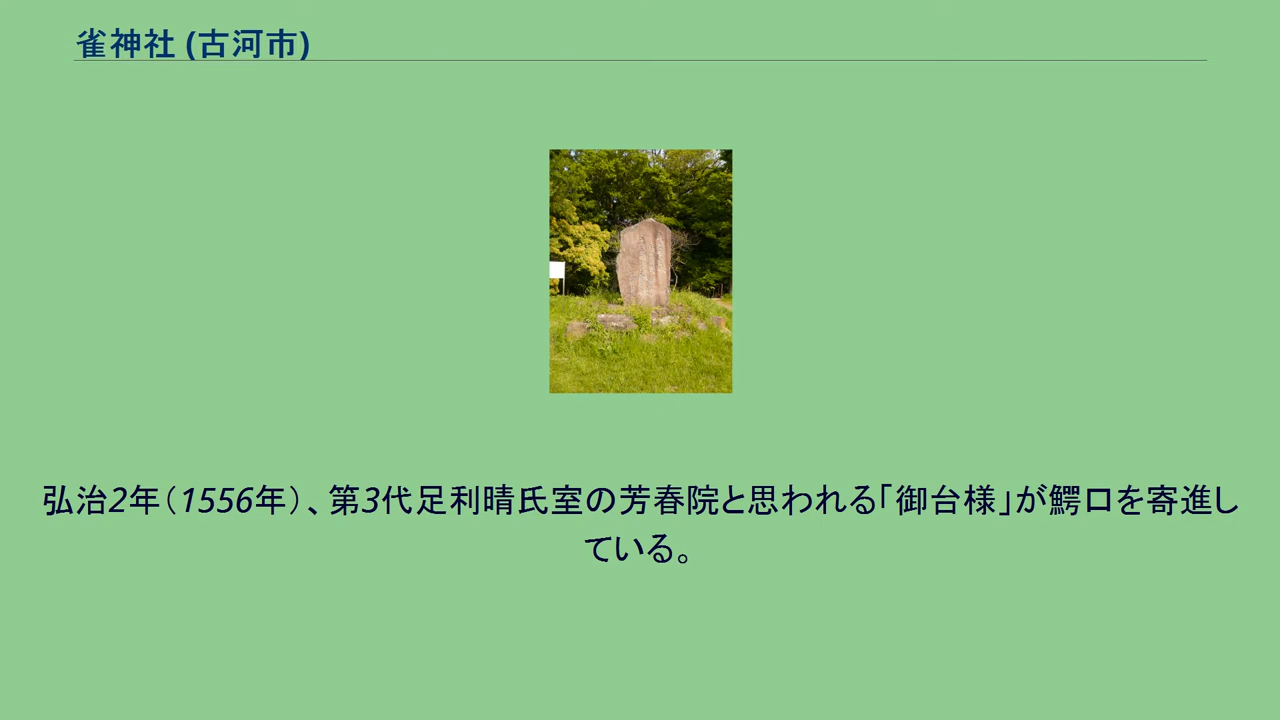 雀神社 (古河市)
弘治2年（1556年）、第3代足利晴氏室の芳春院と思われる「御台様」が鰐口を寄進し
ている。